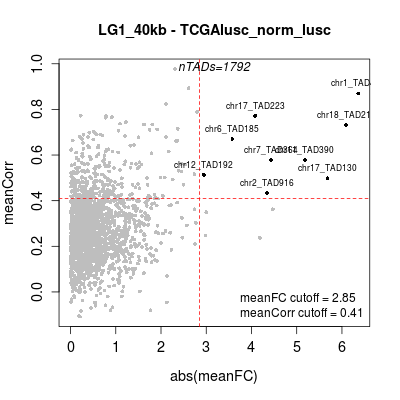 LG1_40kb - TCGAlusc_norm_lusc
nTADs=1792
chr1_TAD
chr17_TAD223
chr18_TAD21
chr6_TAD185
chr7_TAD
TAD390
chr12_TAD192
chr17_TAD130
chr2_TAD916
meanFC cutoff = 2.85
meanCorr cutoff = 0.41
meanCorr
0.0 0.2 0.4 0.6 0.8 1.0
0 1 2 3 4 5 6
abs(meanFC)